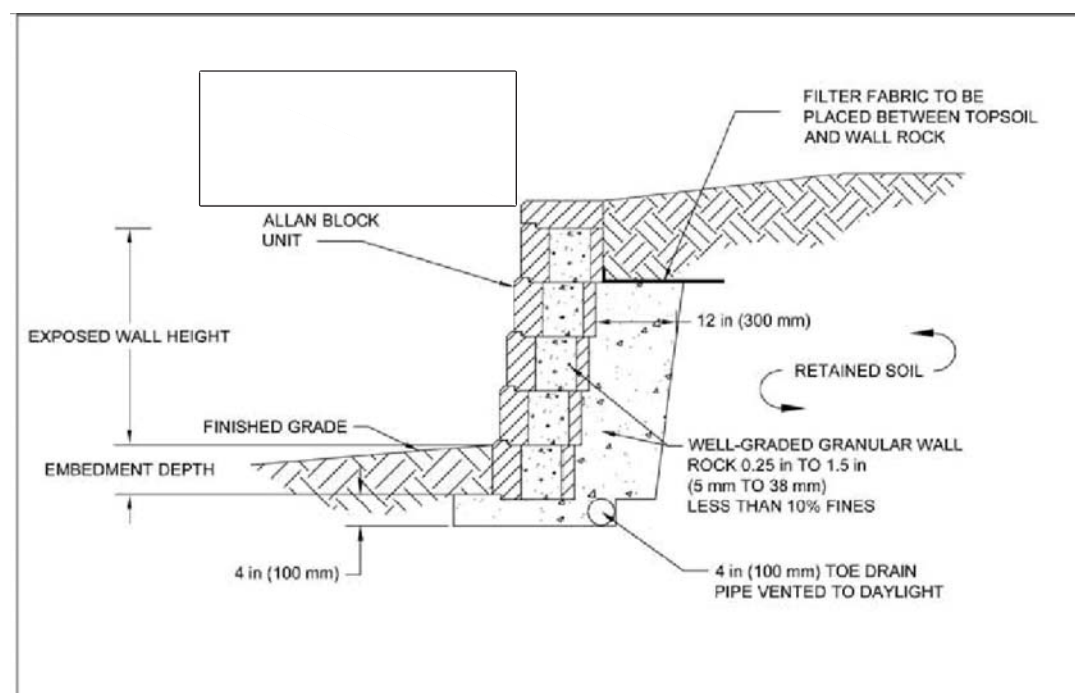 FILTER FABRIC TO BE
PLACED BETWEEN TOPSOIL
AND WALL ROCK
ALLAN BLOCK
UNIT
EXPOSED WALL HEIGHT
12 in (300 mm)
RETAINED SOIL
FINISHED GRADE
EMBEDMENT DEPTH
WELL-GRADED GRANULAR WALL
ROCK 0.25 in TO 1.5 in
(5 mm TO 38 mm)
LESS THAN 10% FINES
4 in (100 mm)
4 in (100 mm) TOE DRAIN
PIPE VENTED TO DAYLIGHT